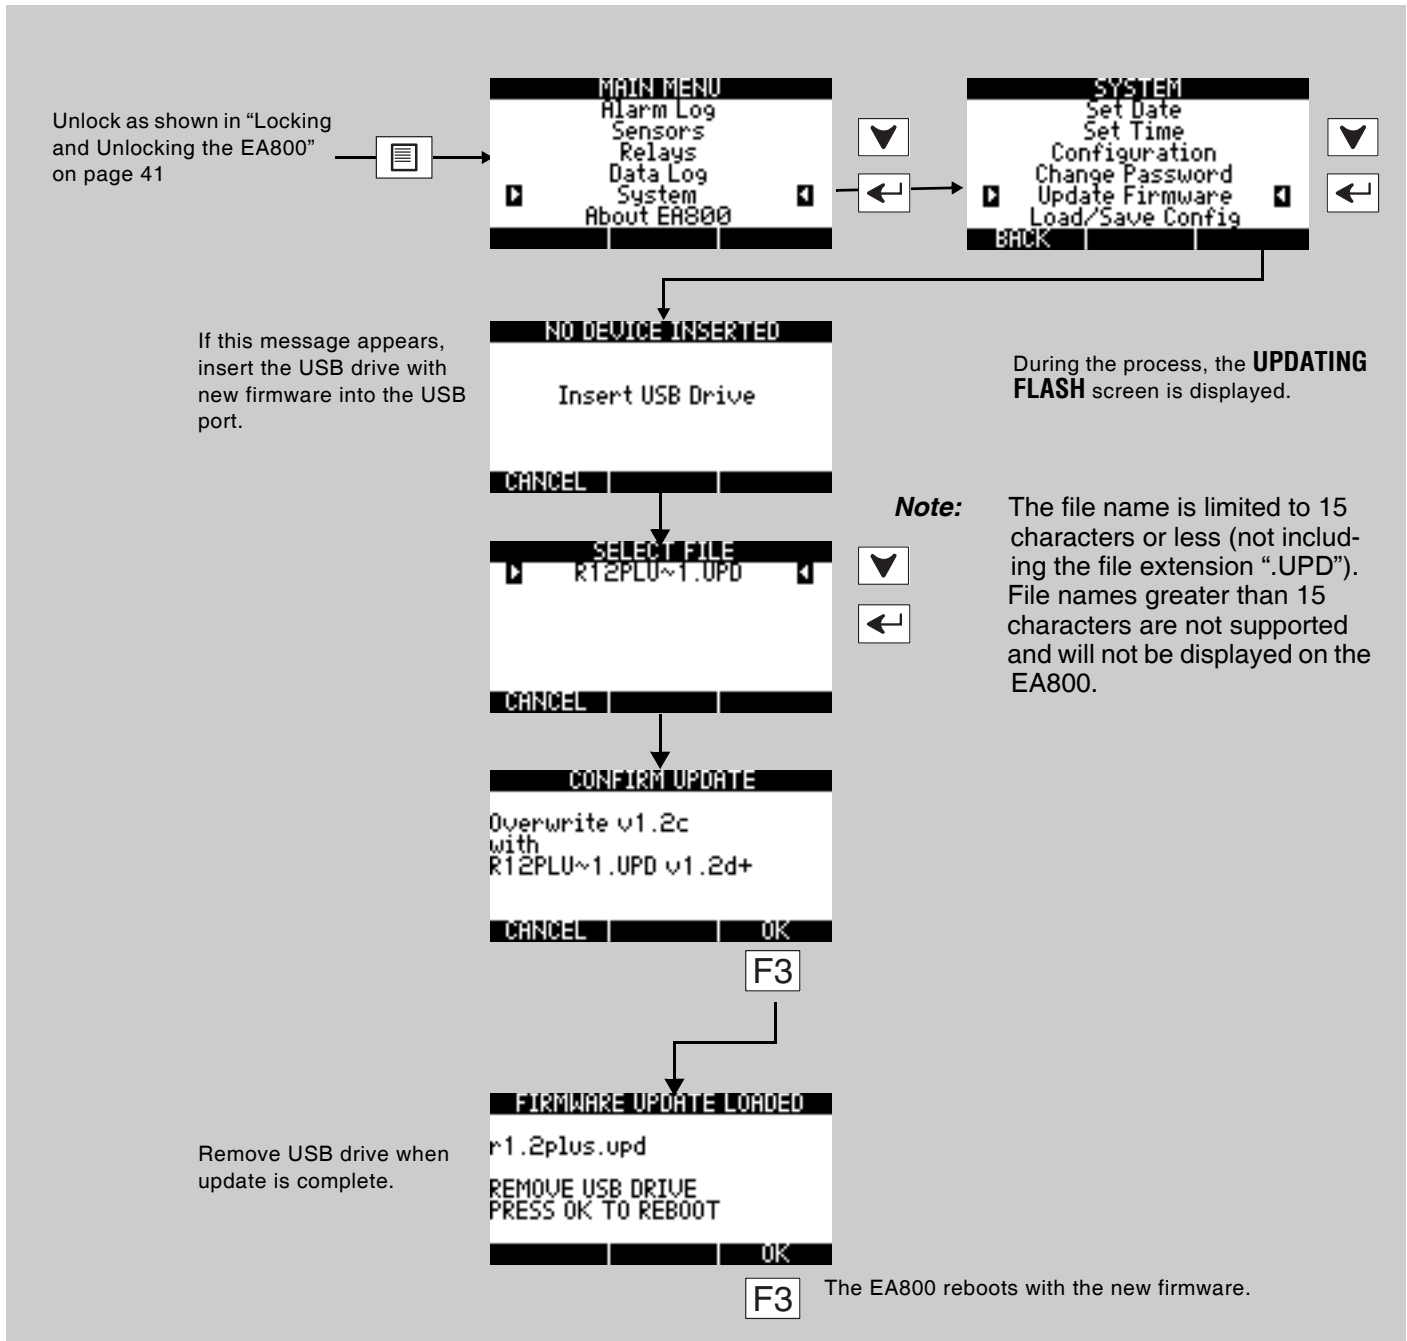 Unlock as shown in “Locking
and Unlocking the EA800”
on page 41
MAIN MENU
Alarm Log
Sensors
Relays
Data Log
System
About EA800
SYSTEM
Set Date
Set Time
Configuration
Change Password
Update Firmware
Load/Save Config
BACK
If this message appears,
insert the USB drive with
new firmware into the USB
port.
NO DEVICE INSERTED
Insert USB Drive
CANCEL
During the process, the UPDATING
FLASH screen is displayed.
SELECT FILE
R12PLU~1.UPD
CANCEL
Note: The file name is limited to 15
characters or less (not includ-
ing the file extension “.UPD”).
File names greater than 15
characters are not supported
and will not be displayed on the
EA800.
CONFIRM UPDATE
Overwrite v1.2c
with
R12PLU~1.UPD v1.2d+
CANCEL OK
F3
Remove USB drive when
update is complete.
FIRMWARE UPDATE LOADED
r1.2plus.upd
REMOVE USB DRIVE
PRESS OK TO REBOOT
OK
F3
The EA800 reboots with the new firmware.